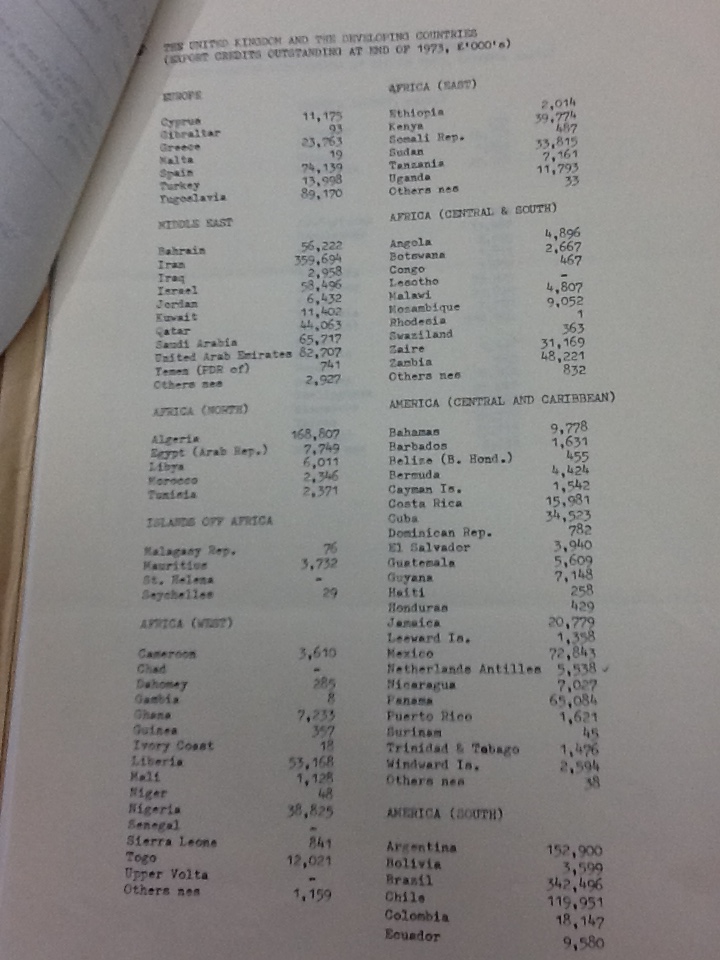 THE UNITED KINGDOM AND THE DEVELOPING COUNTRIES
(EXPORT CREDITS OUTSTANDING AT END OF 1973, £'000's)
EUROPE
Cyprus 11,175
Gibraltar 93
Greece 23,763
Malta 19
Spain 74,139
Turkey 13,998
Yugoslavia 89,170
MIDDLE EAST
Bahrain 56,222
Iran 359,694
Iraq 2,958
Israel 58,496
Jordan 6,432
Kuwait 11,402
Qatar 44,063
Saudi Arabia 65,717
United Arab Emirates 82,707
Yemen (PDR of) 741
Others nes 2,927
AFRICA (NORTH)
Algeria 168,807
Egypt (Arab Rep.) 7,749
Libya 6,011
Morocco 2,346
Tunisia 2,371
ISLANDS OFF AFRICA
Malagasy Rep. 76
Mauritius 3,732
St. Helena -
Seychelles 29
AFRICA (WEST)
Cameroon 3,610
Chad -
Dahomey 285
Gambia 8
Ghana 7,233
Guinea 357
Ivory Coast 18
Liberia 53,168
Mali 1,128
Niger 48
Nigeria 38,825
Senegal -
Sierra Leone 841
Togo 12,021
Upper Volta -
Others nes 1,159
AFRICA (EAST)
Ethiopia 2,014
Kenya 39,774
Somali Rep. 487
Sudan 33,815
Tanzania 7,161
Uganda 11,793
Others nes 33
AFRICA (CENTRAL & SOUTH)
Angola 4,896
Botswana 2,667
Congo 467
Lesotho -
Malawi 4,807
Mozambique 9,052
Rhodesia 1
Swaziland 363
Zaire 31,169
Zambia 48,221
Others nes 832
AMERICA (CENTRAL AND CARIBBEAN)
Bahamas 9,778
Barbados 1,631
Belize (B. Hond.) 455
Bermuda 4,424
Cayman Is. 1,542
Costa Rica 15,981
Cuba 34,523
Dominican Rep. 782
El Salvador 3,940
Guatemala 5,609
Guyana 7,148
Haiti 258
Honduras 429
Jamaica 20,779
Leeward Is. 1,358
Mexico 72,843
Netherlands Antilles 5,538
Nicaragua 7,027
Panama 65,084
Puerto Rico 1,621
Surinam 45
Trinidad & Tobago 1,476
Windward Is. 2,594
Others nes 38
AMERICA (SOUTH)
Argentina 152,900
Bolivia 3,599
Brazil 342,496
Chile 119,951
Colombia 18,147
Ecuador 9,580